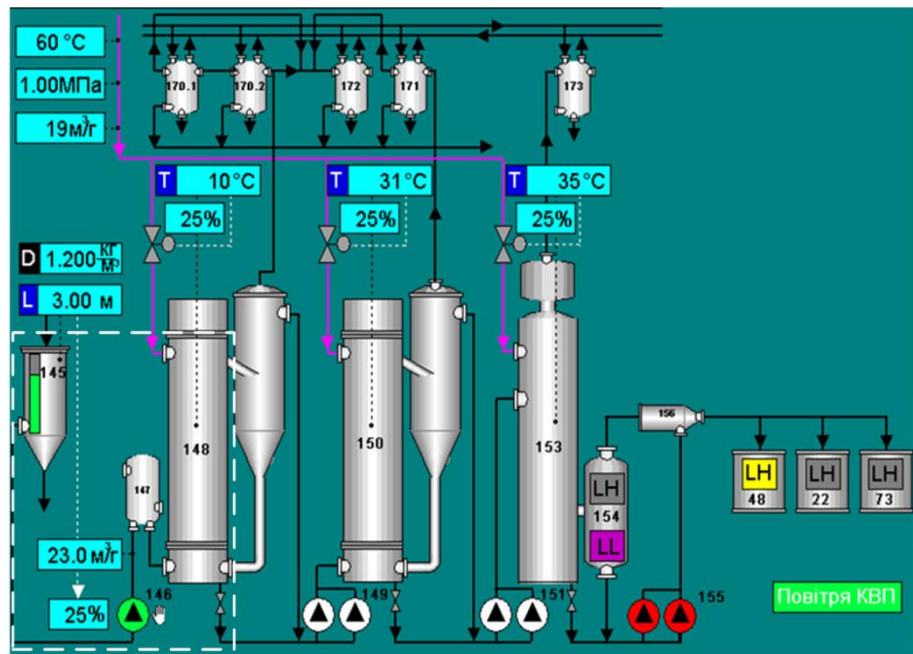 60 °C
1.00МПа
19м³/г
170.1
170.2
172
171
173
T 10°C
25%
T 31°C
25%
T 35°C
25%
D 1.200 кг/м³
L 3.00 м
145
148
150
153
147
156
LH
154
LL
LH
48
LH
22
LH
73
23.0 м³/г
25%
146
149
151
155
Повітря КВП